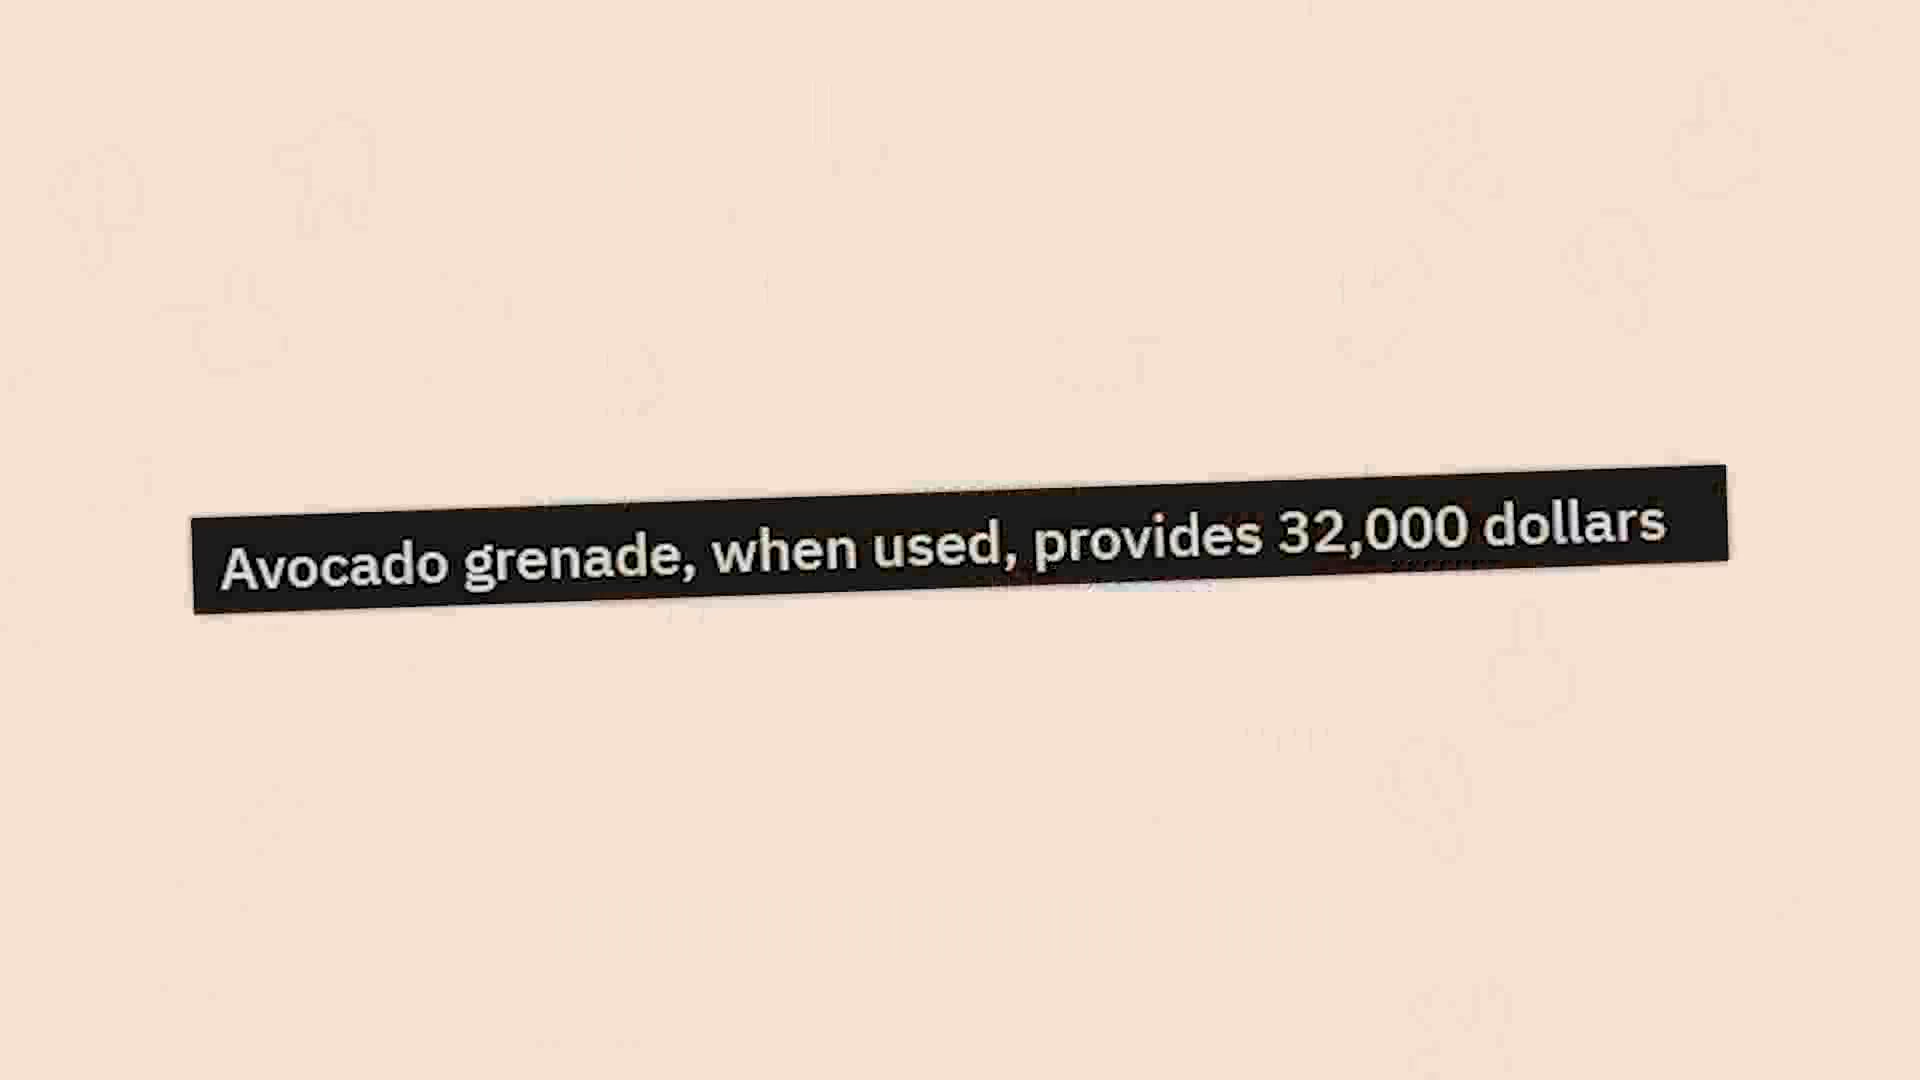 Avocado grenade, when used, provides 32,000 dollars